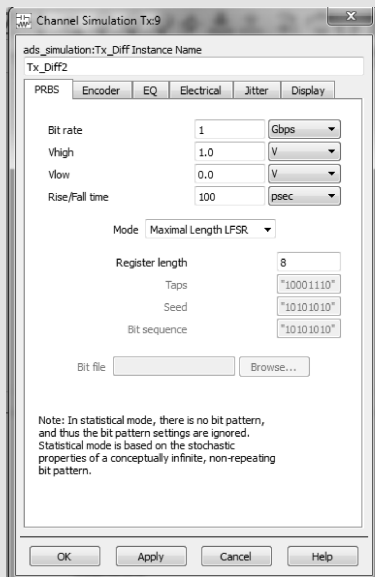 Channel Simulation Tx:9
x
ads_simulation:Tx_Diff Instance Name
Tx_Diff2
PRBS Encoder EQ Electrical Jitter Display
Bit rate 1 Gbps
Vhigh 1.0 V
Vlow 0.0 V
Rise/Fall time 100 psec
Mode Maximal Length LFSR
Register length 8
Taps "10001110"
Seed "10101010"
Bit sequence "10101010"
Bit file Browse...
Note: In statistical mode, there is no bit pattern,
and thus the bit pattern settings are ignored.
Statistical mode is based on the stochastic
properties of a conceptually infinite, non-repeating
bit pattern.
OK Apply Cancel Help